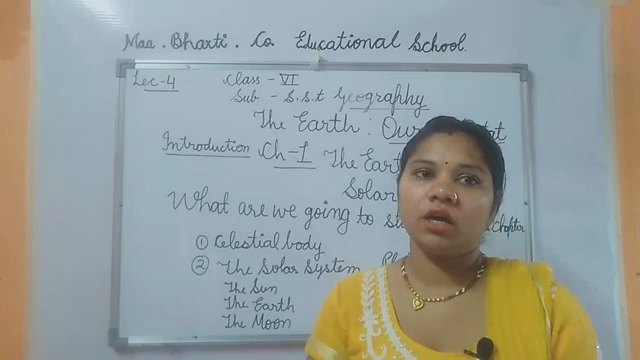 Maa . Bharti . Co. Educational School.
Lec-4 Class - VI
Sub - S.s.t Geography
The Earth : Our
Introduction Ch-1 The Eart
Solar
What are we going to Chapter
① Celestial body
② The Solar System
The Sun
The Earth
The Moon